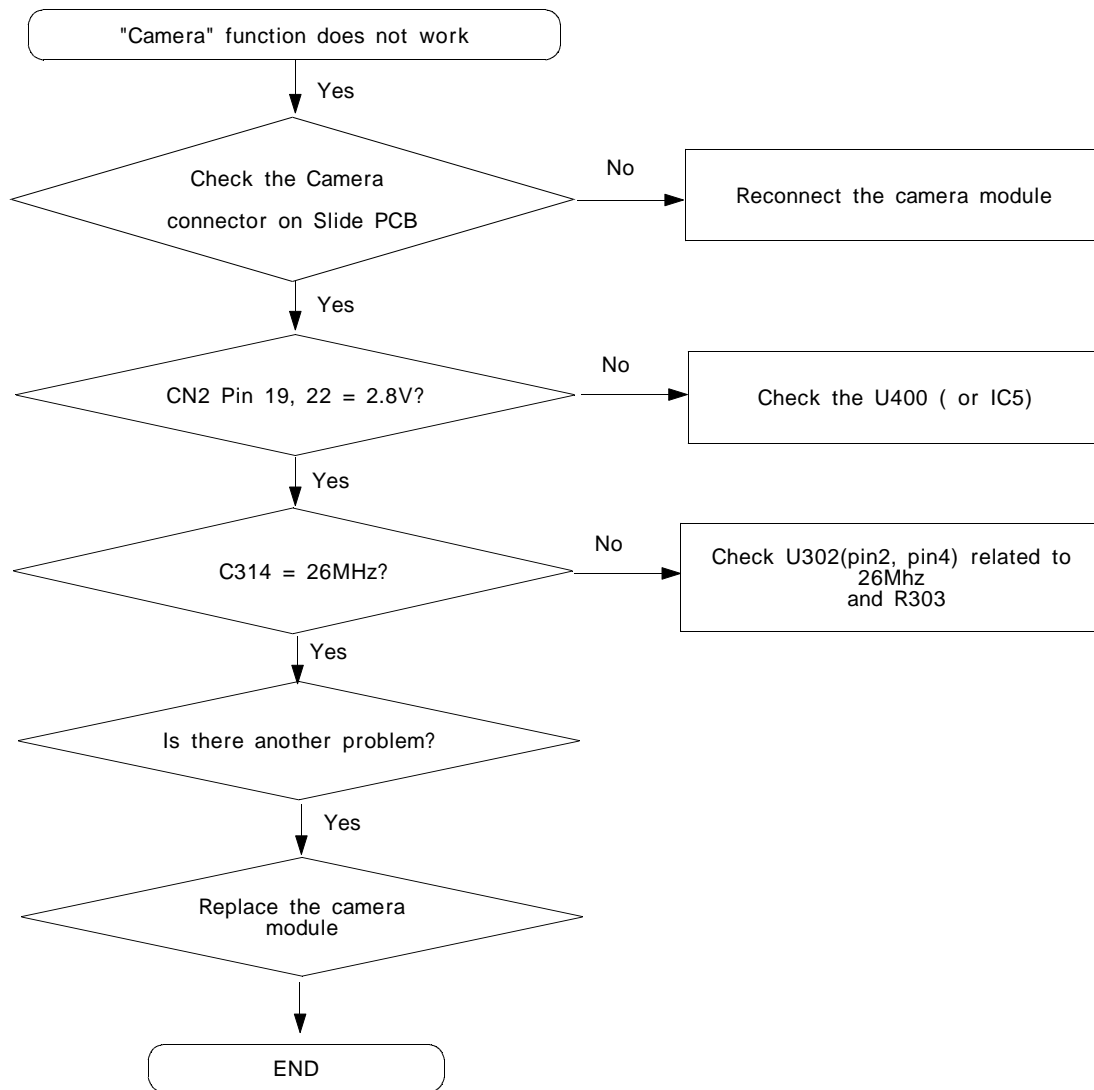 "Camera" function does not work
Yes
Check the Camera
connector on Slide PCB
No
Reconnect the camera module
Yes
CN2 Pin 19, 22 = 2.8V?
No
Check the U400 ( or IC5)
Yes
C314 = 26MHz?
No
Check U302(pin2, pin4) related to
26Mhz
and R303
Yes
Is there another problem?
Yes
Replace the camera
module
END